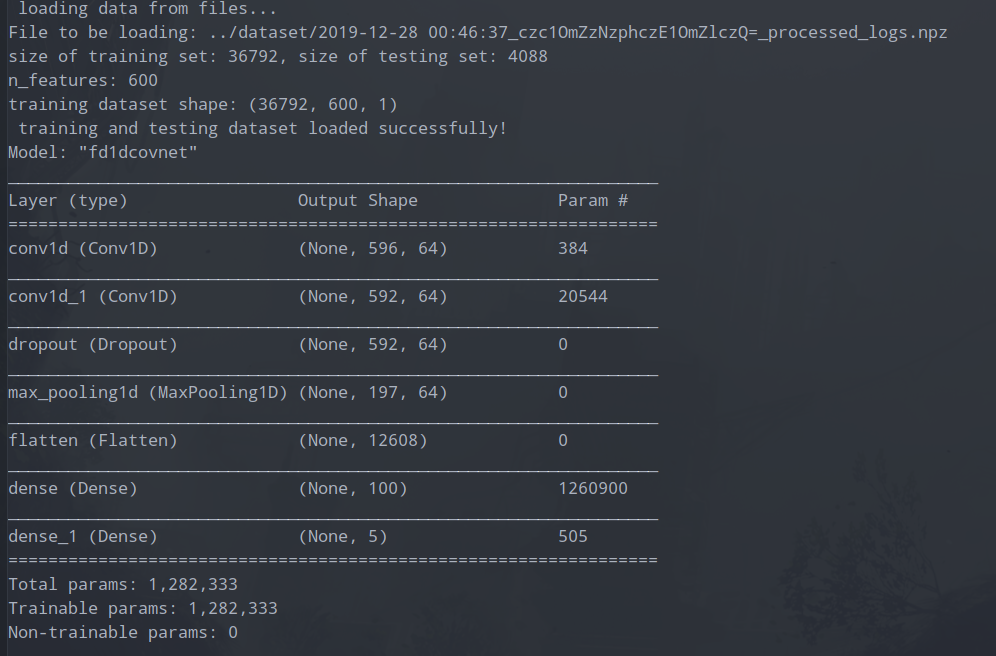 loading data from files...
File to be loading: ../dataset/2019-12-28 00:46:37_czc1OmZzNzphczE1OmZlczQ=_processed_logs.npz
size of training set: 36792, size of testing set: 4088
n_features: 600
training dataset shape: (36792, 600, 1)
training and testing dataset loaded successfully!
Model: "fd1dcovnet"
_________________________________________________________________
Layer (type)                 Output Shape              Param #
=================================================================
conv1d (Conv1D)              (None, 596, 64)           384
_________________________________________________________________
conv1d_1 (Conv1D)            (None, 592, 64)           20544
_________________________________________________________________
dropout (Dropout)            (None, 592, 64)           0
_________________________________________________________________
max_pooling1d (MaxPooling1D) (None, 197, 64)           0
_________________________________________________________________
flatten (Flatten)            (None, 12608)             0
_________________________________________________________________
dense (Dense)                (None, 100)               1260900
_________________________________________________________________
dense_1 (Dense)              (None, 5)                 505
=================================================================
Total params: 1,282,333
Trainable params: 1,282,333
Non-trainable params: 0